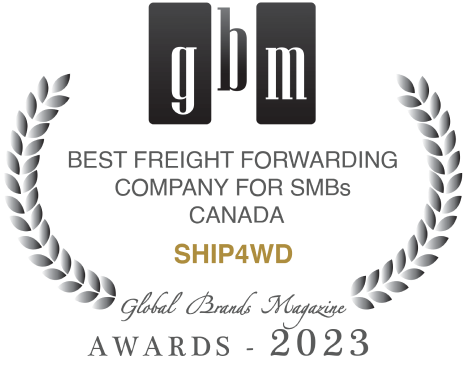 gbm
BEST FREIGHT FORWARDING
COMPANY FOR SMBs
CANADA
SHIP4WD
Global Brands Magazine
AWARDS - 2023